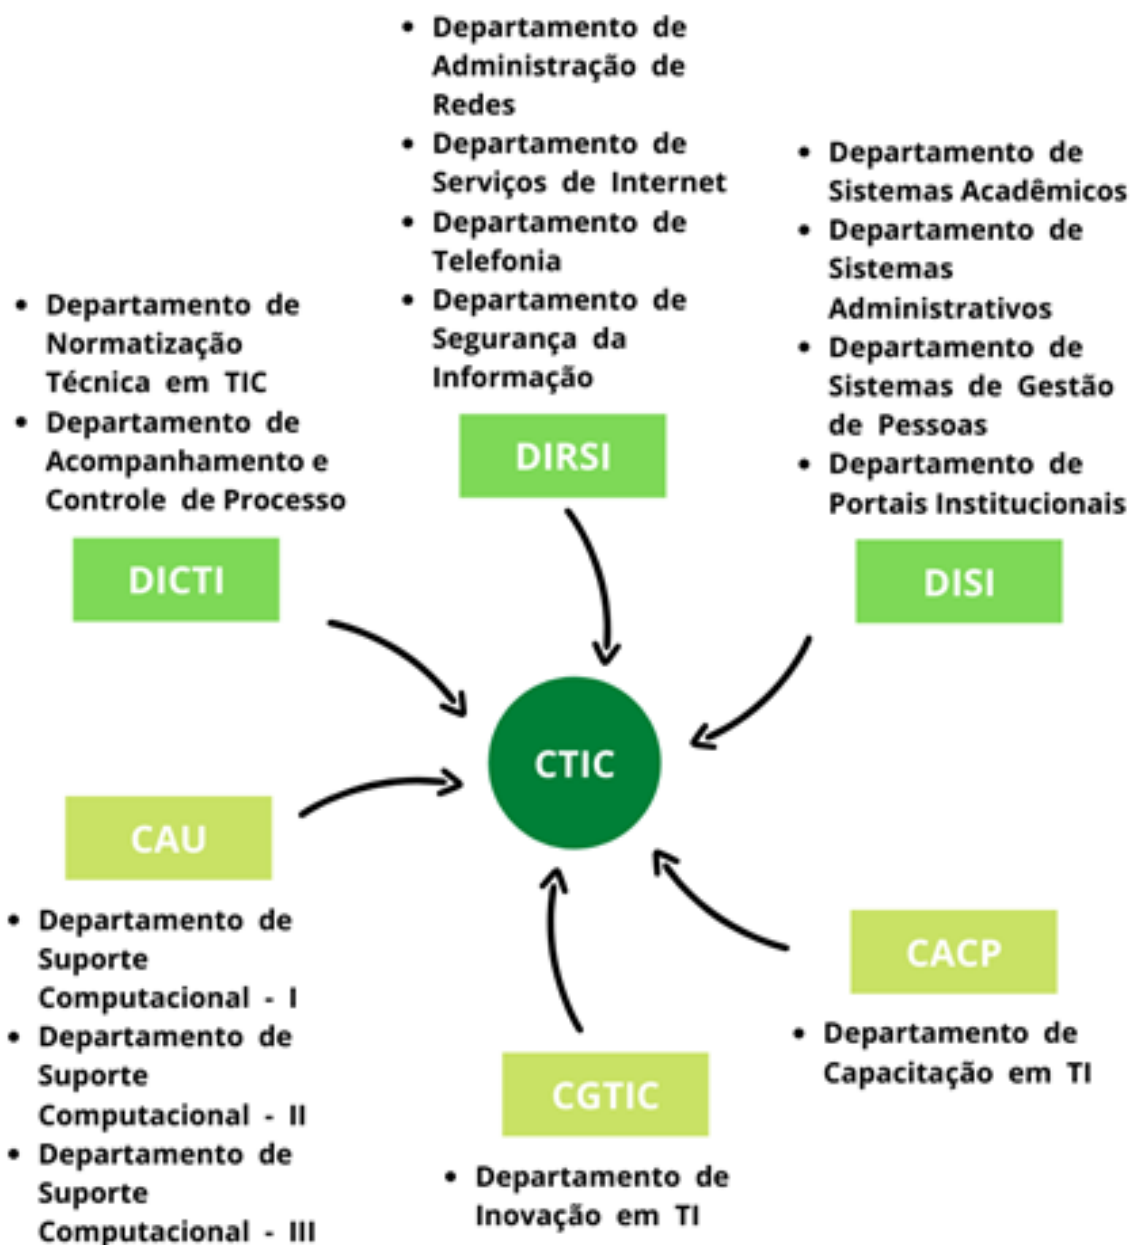 • Departamento de
Administração de
Redes
• Departamento de
Serviços de Internet
• Departamento de
Telefonia
• Departamento de
Segurança da
Informação
DIRSI
• Departamento de
Sistemas Acadêmicos
• Departamento de
Sistemas
Administrativos
• Departamento de
Sistemas de Gestão
de Pessoas
• Departamento de
Portais Institucionais
DISI
• Departamento de
Normatização
Técnica em TIC
• Departamento de
Acompanhamento e
Controle de Processo
DICTI
CTIC
CAU
• Departamento de
Suporte
Computacional - I
• Departamento de
Suporte
Computacional - II
• Departamento de
Suporte
Computacional - III
CGTIC
• Departamento de
Inovação em TI
CACP
• Departamento de
Capacitação em TI